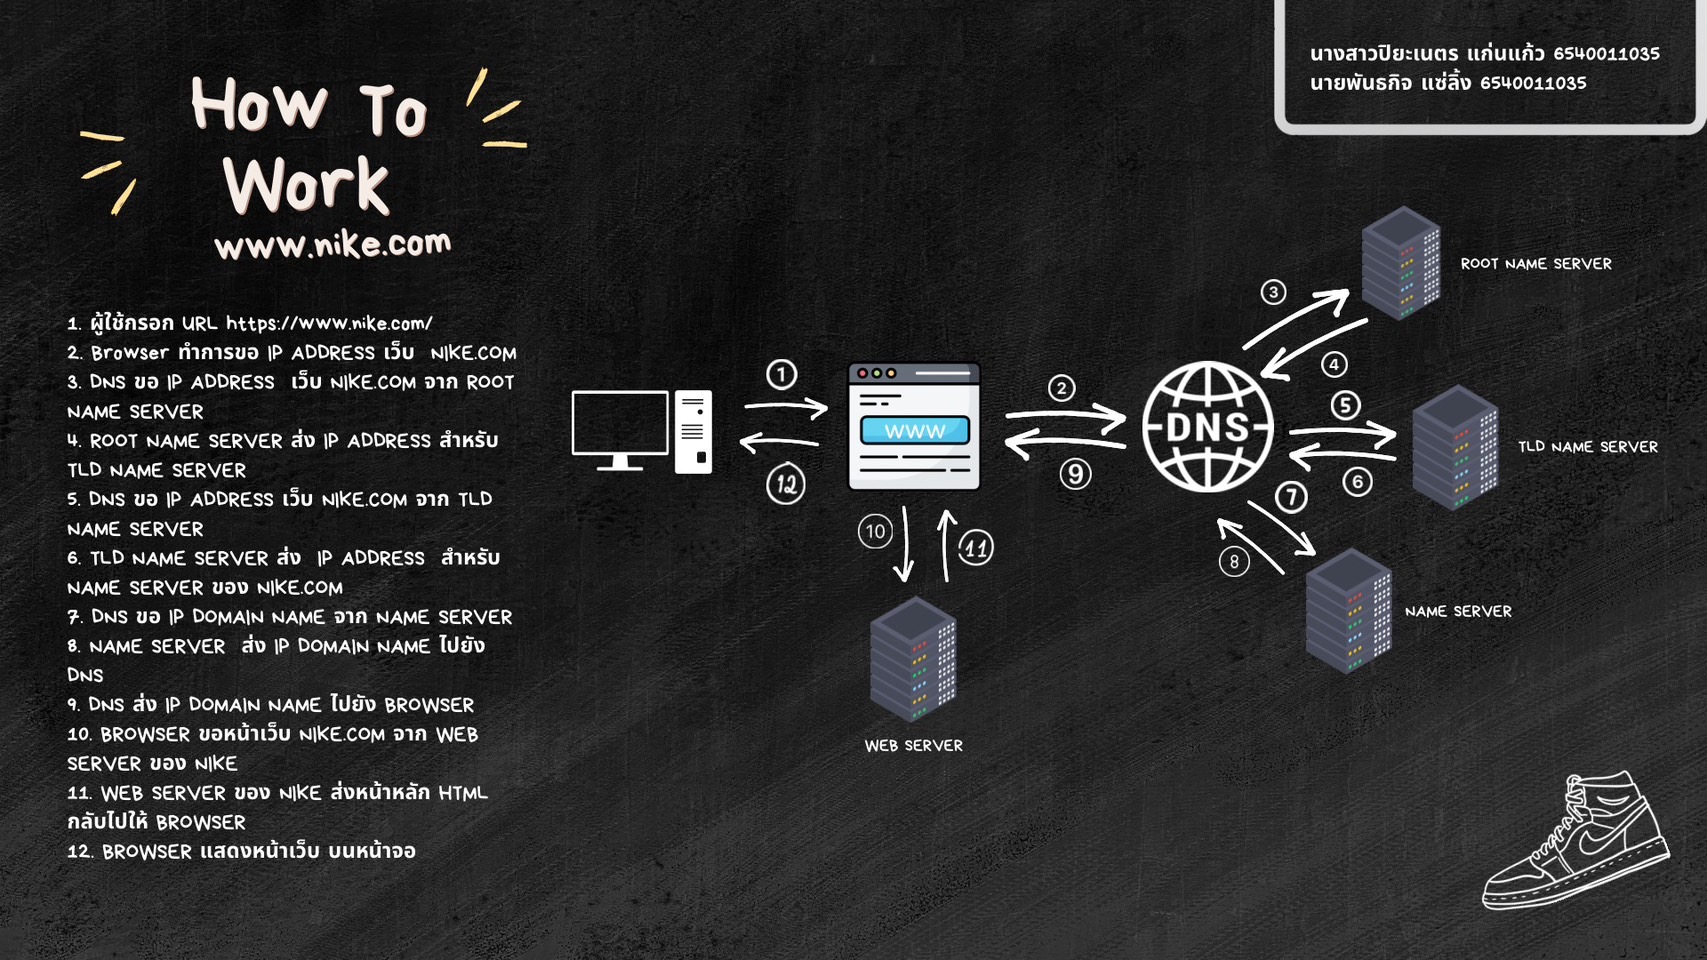 นางสาวปิยะเนตร แก่นแก้ว 6540011035
นายพันธกิจ แซ่ลิ้ง 6540011035
How To
Work
www.nike.com
1. ผู้ใช้กรอก URL https://www.nike.com/
2. Browser ทำการขอ IP ADDRESS เว็บ NIKE.COM
3. DNS ขอ IP ADDRESS เว็บ NIKE.COM จาก ROOT
NAME SERVER
4. ROOT NAME SERVER ส่ง IP ADDRESS สำหรับ
TLD NAME SERVER
5. DNS ขอ IP ADDRESS เว็บ NIKE.COM จาก TLD
NAME SERVER
6. TLD NAME SERVER ส่ง IP ADDRESS สำหรับ
NAME SERVER ของ NIKE.COM
7. DNS ขอ IP DOMAIN NAME จาก NAME SERVER
8. NAME SERVER ส่ง IP DOMAIN NAME ไปยัง
DNS
9. DNS ส่ง IP DOMAIN NAME ไปยัง BROWSER
10. BROWSER ขอหน้าเว็บ NIKE.COM จาก WEB
SERVER ของ NIKE
11. WEB SERVER ของ NIKE ส่งหน้าหลัก HTML
กลับไปให้ BROWSER
12. BROWSER แสดงหน้าเว็บ บนหน้าจอ
1
12
WWW
2
9
10
11
WEB SERVER
DNS
3
4
ROOT NAME SERVER
5
6
TLD NAME SERVER
7
8
NAME SERVER